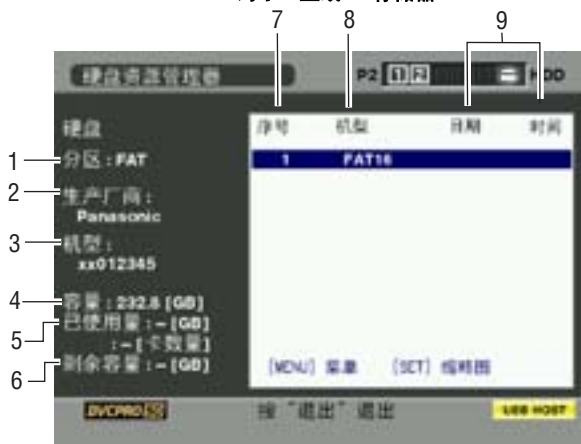 7 8 9
硬盘资源管理器 P2 1 2 HDD
硬盘
序号 机型 日期 时间
1 分区：FAT
1 FAT16
2 生产厂商：
Panasonic
3 机型：
xx012345
4 容量：232.8 [GB]
5 已使用量：– [GB]
：– [卡数量]
6 剩余容量：– [GB]
[MENU] 菜单 [SET] 缩略图
DVCPRO
按“退出”退出
USB HOST